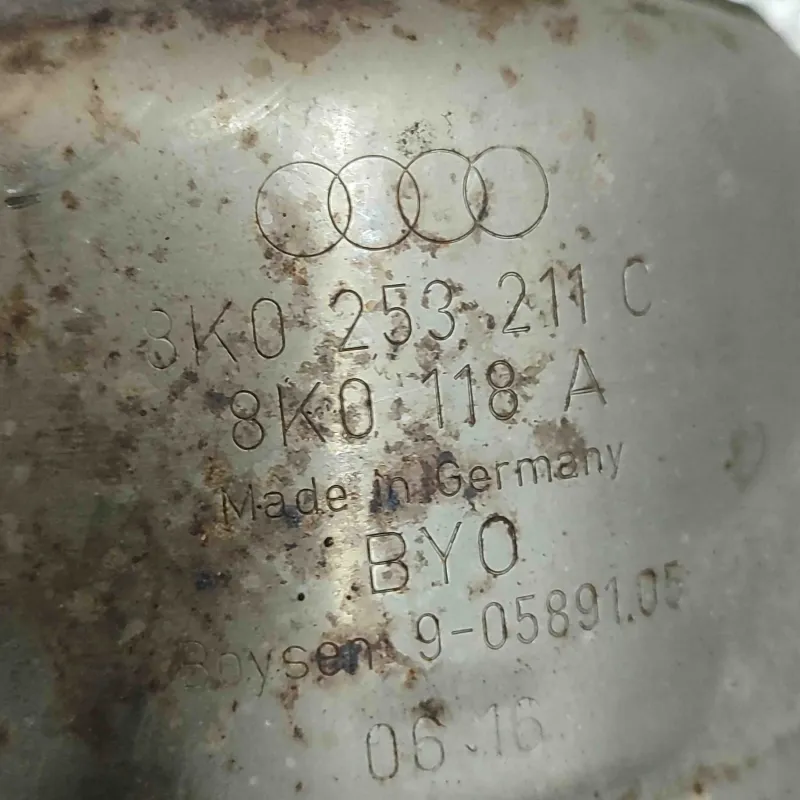 8K0 253 211 C
8K0 118 A
Made in Germany
BYO
Boysen 9-05891.05
06.16